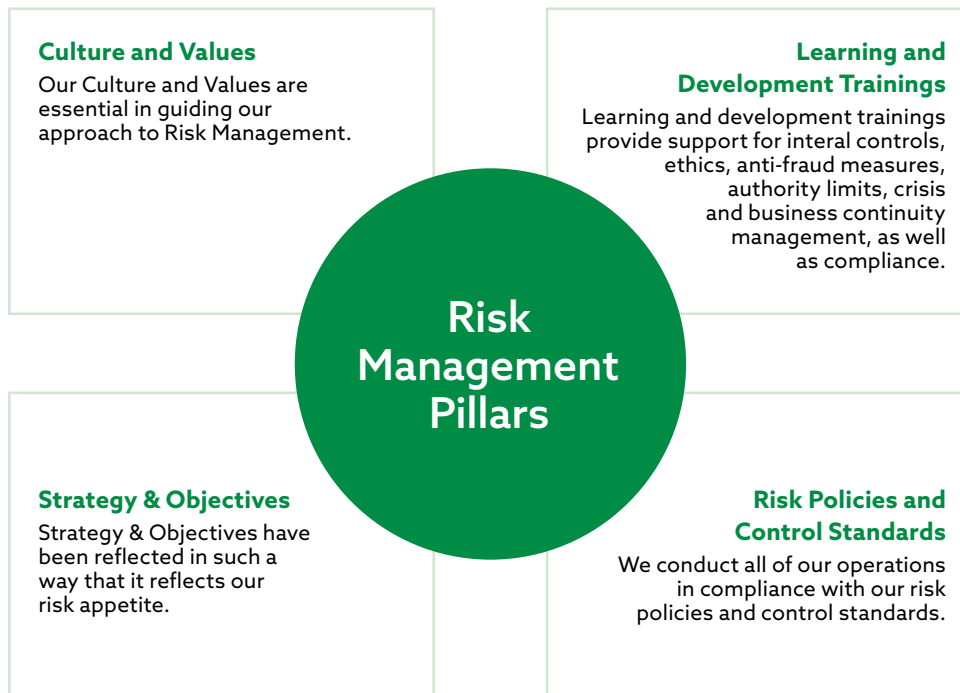 Culture and Values
Our Culture and Values are
essential in guiding our
approach to Risk Management.
Learning and
Development Trainings
Learning and development trainings
provide support for interal controls,
ethics, anti-fraud measures,
authority limits, crisis
and business continuity
management, as well
as compliance.
Risk
Management
Pillars
Strategy & Objectives
Strategy & Objectives have
been reflected in such a
way that it reflects our
risk appetite.
Risk Policies and
Control Standards
We conduct all of our operations
in compliance with our risk
policies and control standards.